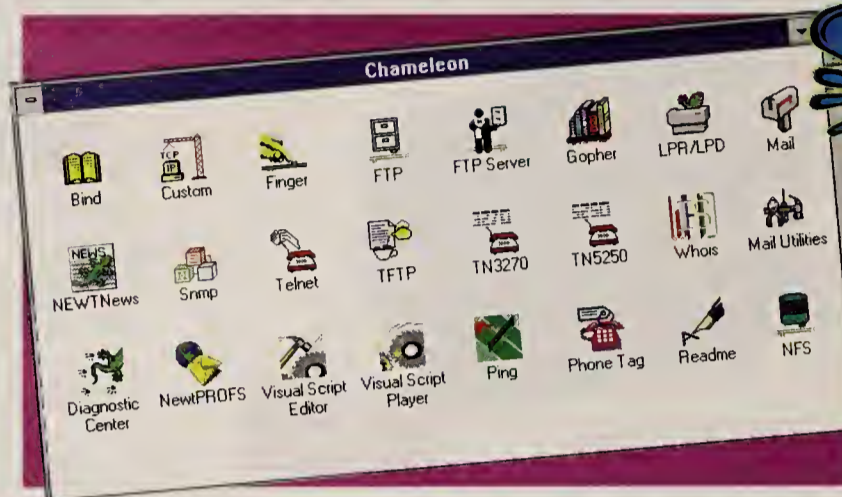 Chameleon
Bind Custom Finger FTP FTP Server Gopher LPR/LPD Mail
TCP
IP
NEWS
3270
5250
NEWTNews Snmp Telnet TFTP TN3270 TN5250 Whois Mail Utilities
Diagnostic Center NewtPROFS Visual Script Editor Visual Script Player Ping Phone Tag Readme NFS